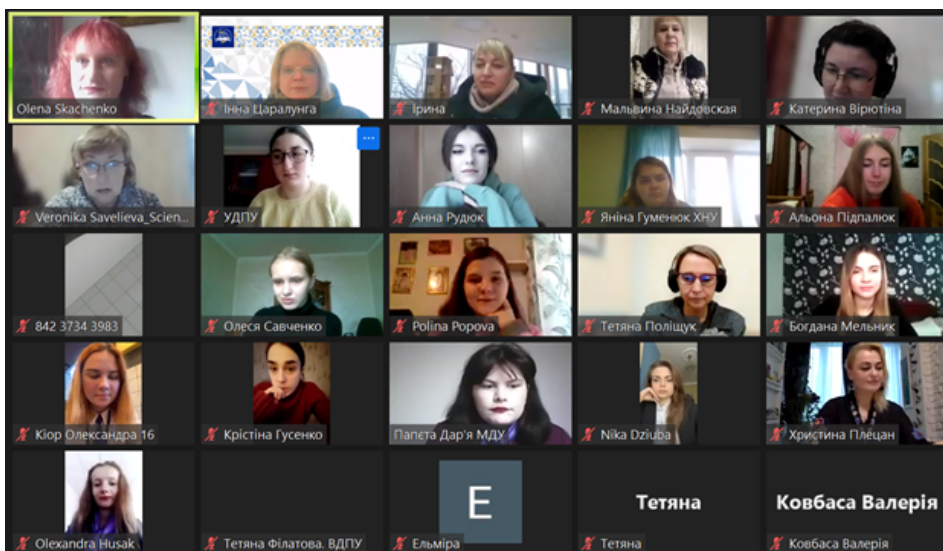 Olena Skachenko
Інна Царалунга
Ірина
Мальвина Найдовская
Катерина Вірютіна
Veronika Savelieva_Scien...
УДПУ
Анна Рудюк
Яніна Гуменюк ХНУ
Альона Підпалюк
842 3734 3983
Олеся Савченко
Polina Popova
Тетяна Поліщук
Богдана Мельник
Кіор Олександра 16
Крістіна Гусенко
Папєта Дар'я МДУ
Nika Dziuba
Христина Плецан
Olexandra Husak
Тетяна Філатова. ВДПУ
E
Ельміра
Тетяна
Тетяна
Ковбаса Валерія
Ковбаса Валерія